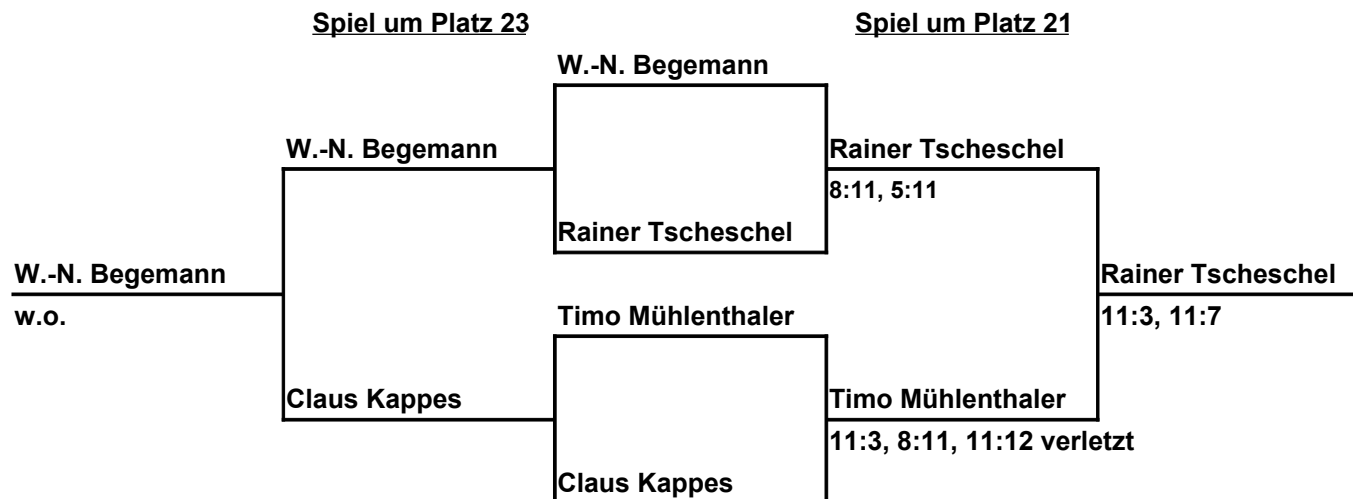 Spiel um Platz 23 Spiel um Platz 21
W.-N. Begemann
W.-N. Begemann Rainer Tscheschel
8:11, 5:11
Rainer Tscheschel
W.-N. Begemann Rainer Tscheschel
w.o. 11:3, 11:7
Timo Mühlenthaler
Claus Kappes Timo Mühlenthaler
11:3, 8:11, 11:12 verletzt
Claus Kappes